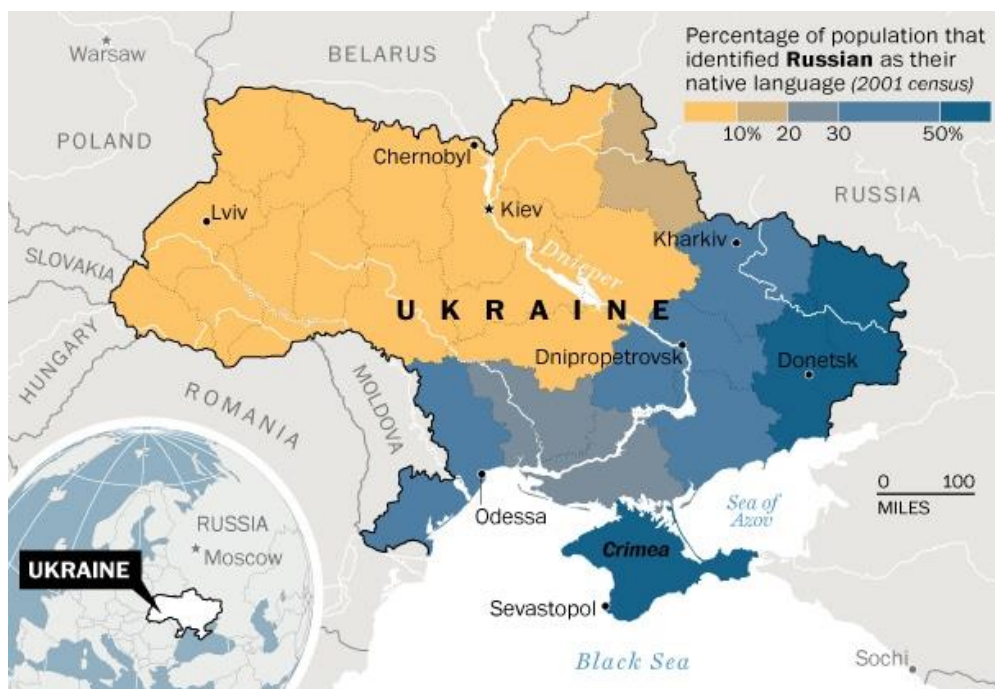 Percentage of population that
identified Russian as their
native language (2001 census)
10% 20 30 50%
Warsaw
BELARUS
POLAND
Chernobyl
RUSSIA
Lviv
Kiev
Kharkiv
SLOVAKIA
Dnieper
UKRAINE
HUNGARY
Dnipropetrovsk
Donetsk
MOLDOVA
ROMANIA
0 100
MILES
Sea of
Azov
Odessa
RUSSIA
Moscow
Crimea
UKRAINE
Sevastopol
Black Sea
Sochi